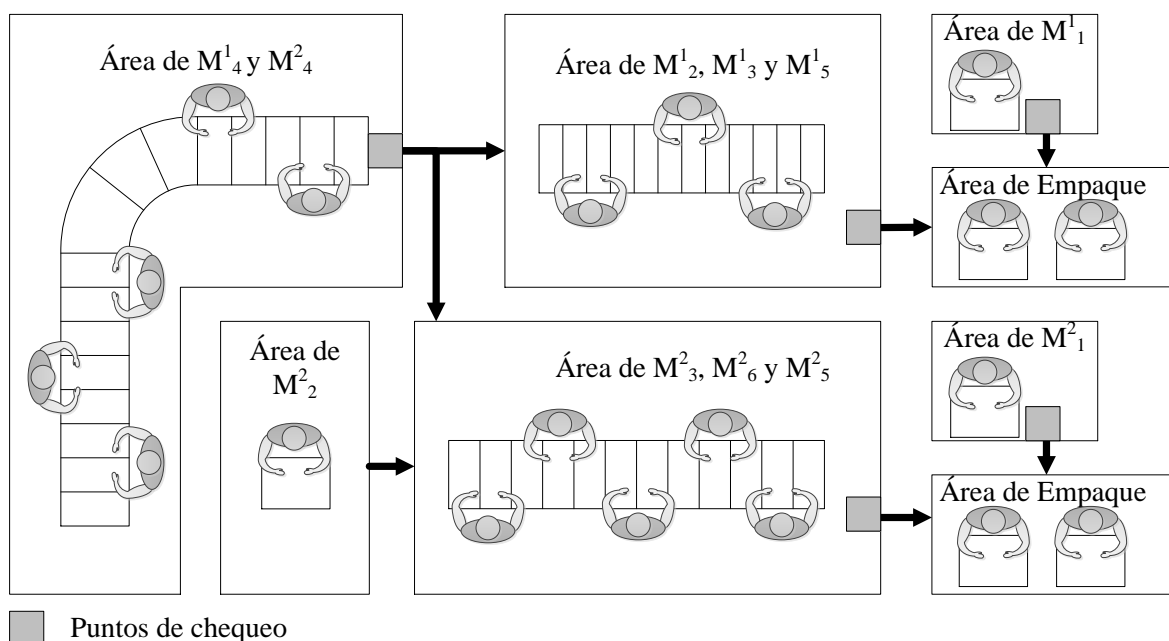 Área de M¹₄ y M²₄
Área de M¹₂, M¹₃ y M¹₅
Área de M¹₁
Área de Empaque
Área de
M²₂
Área de M²₃, M²₆ y M²₅
Área de M²₁
Área de Empaque
Puntos de chequeo